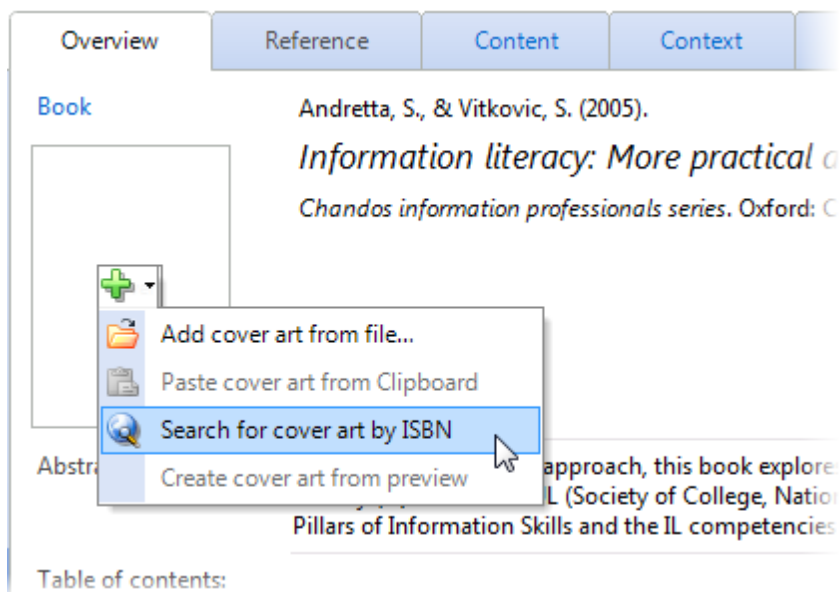 Overview
Reference
Content
Context
Book
Andretta, S., & Vitkovic, S. (2005).
Information literacy: More practical
Chandos information professionals series. Oxford:
Add cover art from file...
Paste cover art from Clipboard
Search for cover art by ISBN
Create cover art from preview
approach, this book explore
(Society of College,
Pillars of Information Skills and the IL competencies
Table of contents: